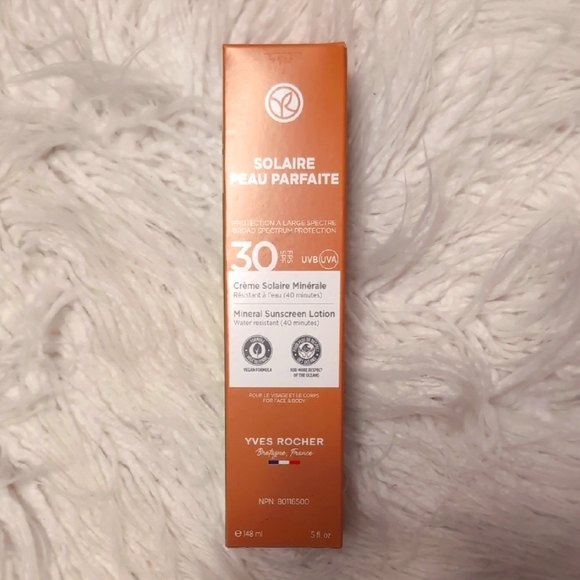 SOLAIRE
PEAU PARFAITE
PROTECTION À LARGE SPECTRE
BROAD SPECTRUM PROTECTION
30 FPS SPF UVB UVA
Crème Solaire Minérale
Résistant à l'eau (40 minutes)
Mineral Sunscreen Lotion
Water resistant (40 minutes)
VEGAN FORMULA
FOR MORE RESPECT
OF THE OCEANS
POUR LE VISAGE ET LE CORPS
FOR FACE & BODY
YVES ROCHER
Bretagne, France
NPN: 80116500
℮ 148 ml 5 fl. oz